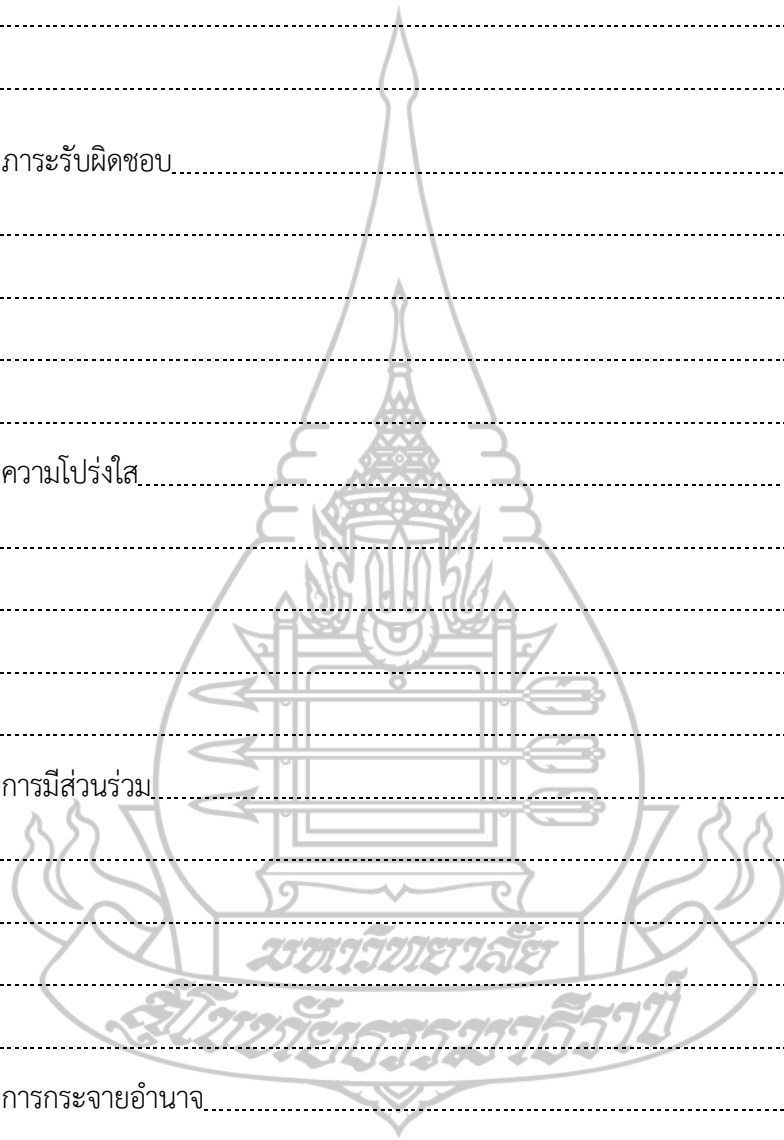 ภาระรับผิดชอบ
ความโปร่งใส
การมีส่วนร่วม
มหาวิทยาลัย
สุโขทัยธรรมาธิราช
การกระจายอำนาจ